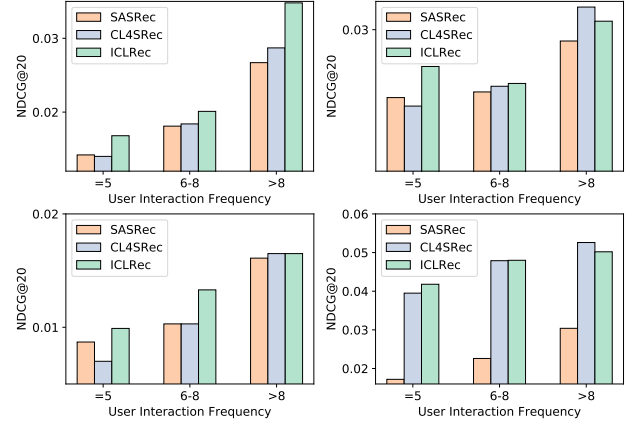 NDCG@20
0.03
0.02
SASRec
CL4SRec
ICLRec
=5
6-8
>8
User Interaction Frequency
NDCG@20
0.03
SASRec
CL4SRec
ICLRec
=5
6-8
>8
User Interaction Frequency
NDCG@20
0.02
0.01
SASRec
CL4SRec
ICLRec
=5
6-8
>8
User Interaction Frequency
NDCG@20
0.06
0.05
0.04
0.03
0.02
SASRec
CL4SRec
ICLRec
=5
6-8
>8
User Interaction Frequency